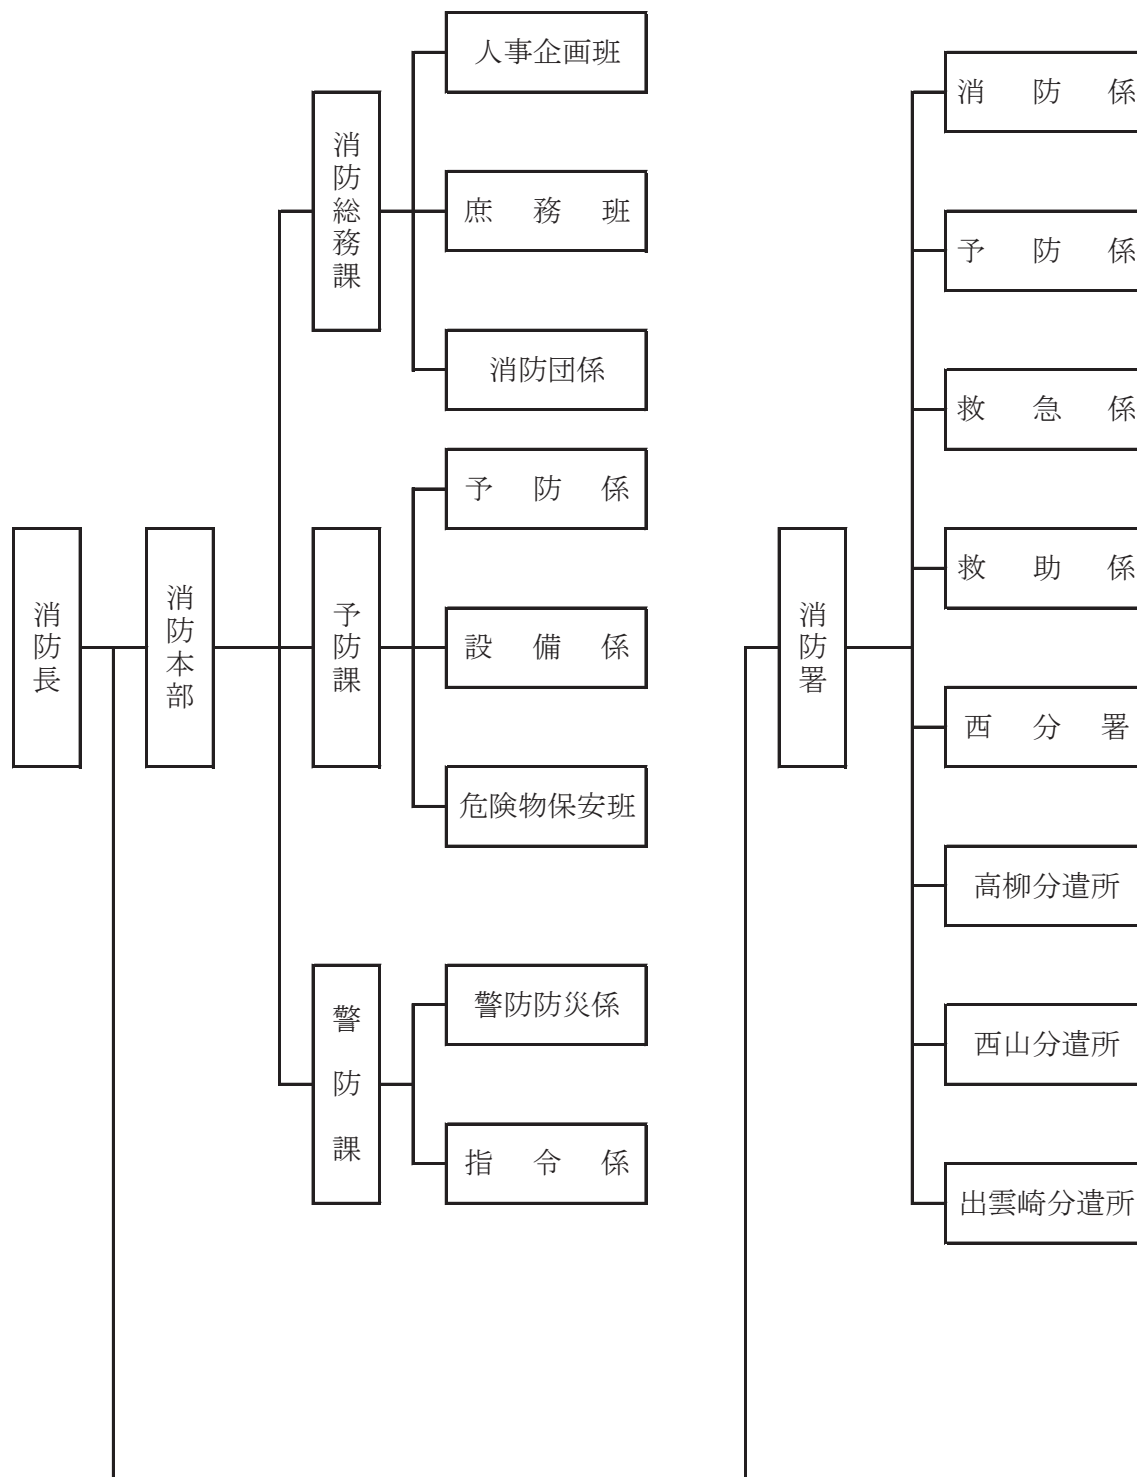 消防長
消防本部
消防総務課
人事企画班
庶務班
消防団係
予防課
予防係
設備係
危険物保安班
警防課
警防防災係
指令係
消防署
消防係
予防係
救急係
救助係
西分署
高柳分遣所
西山分遣所
出雲崎分遣所